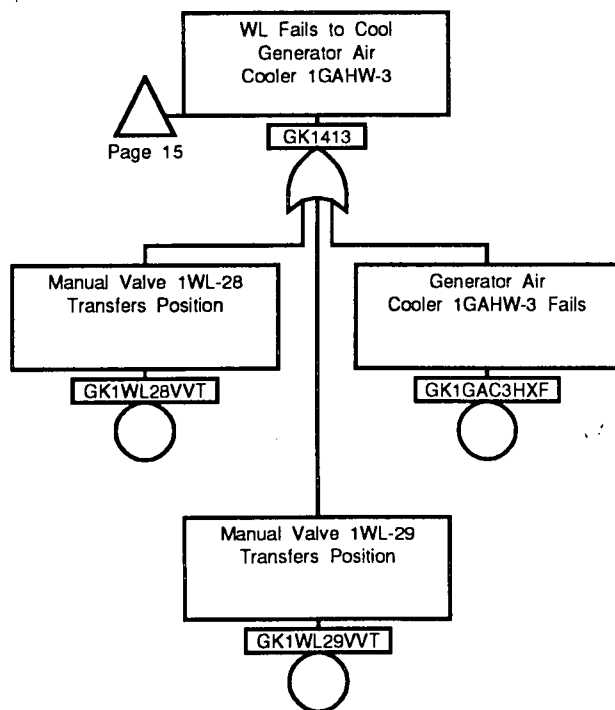 WL Fails to Cool
Generator Air
Cooler 1GAHW-3
Page 15
GK1413
Manual Valve 1WL-28
Transfers Position
GK1WL28VVT
Generator Air
Cooler 1GAHW-3 Fails
GK1GAC3HXF
Manual Valve 1WL-29
Transfers Position
GK1WL29VVT